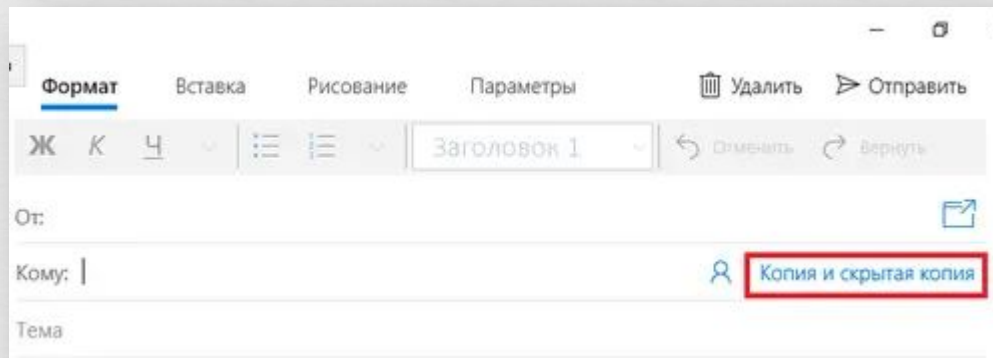 Формат Вставка Рисование Параметры Удалить Отправить
Ж К Ч Заголовок 1 Отменить Вернуть
От:
Кому: Копия и скрытая копия
Тема